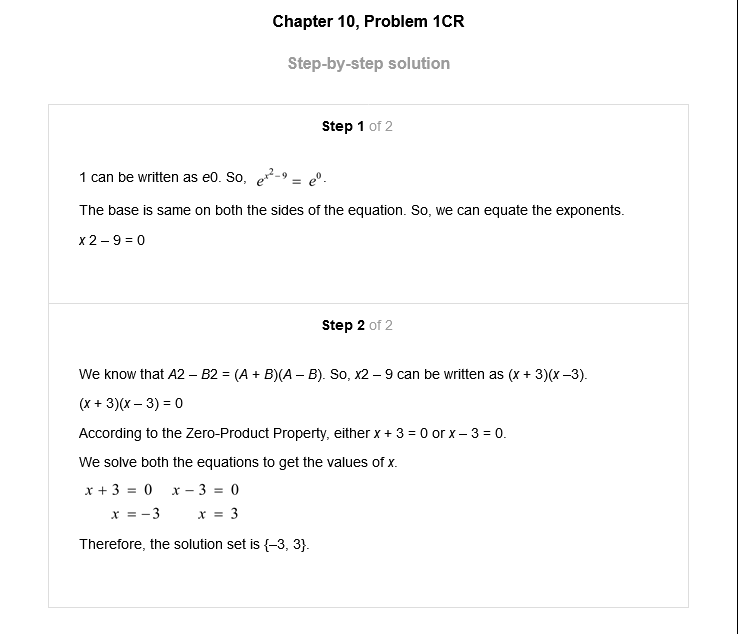 Chapter 10, Problem 1CR
Step-by-step solution
Step 1 of 2
1 can be written as e0. So, e^{x^2-9} = e^0.
The base is same on both the sides of the equation. So, we can equate the exponents.
x 2 – 9 = 0
Step 2 of 2
We know that A2 – B2 = (A + B)(A – B). So, x2 – 9 can be written as (x + 3)(x –3).
(x + 3)(x – 3) = 0
According to the Zero-Product Property, either x + 3 = 0 or x – 3 = 0.
We solve both the equations to get the values of x.
x + 3 = 0 x − 3 = 0
x = −3 x = 3
Therefore, the solution set is {–3, 3}.